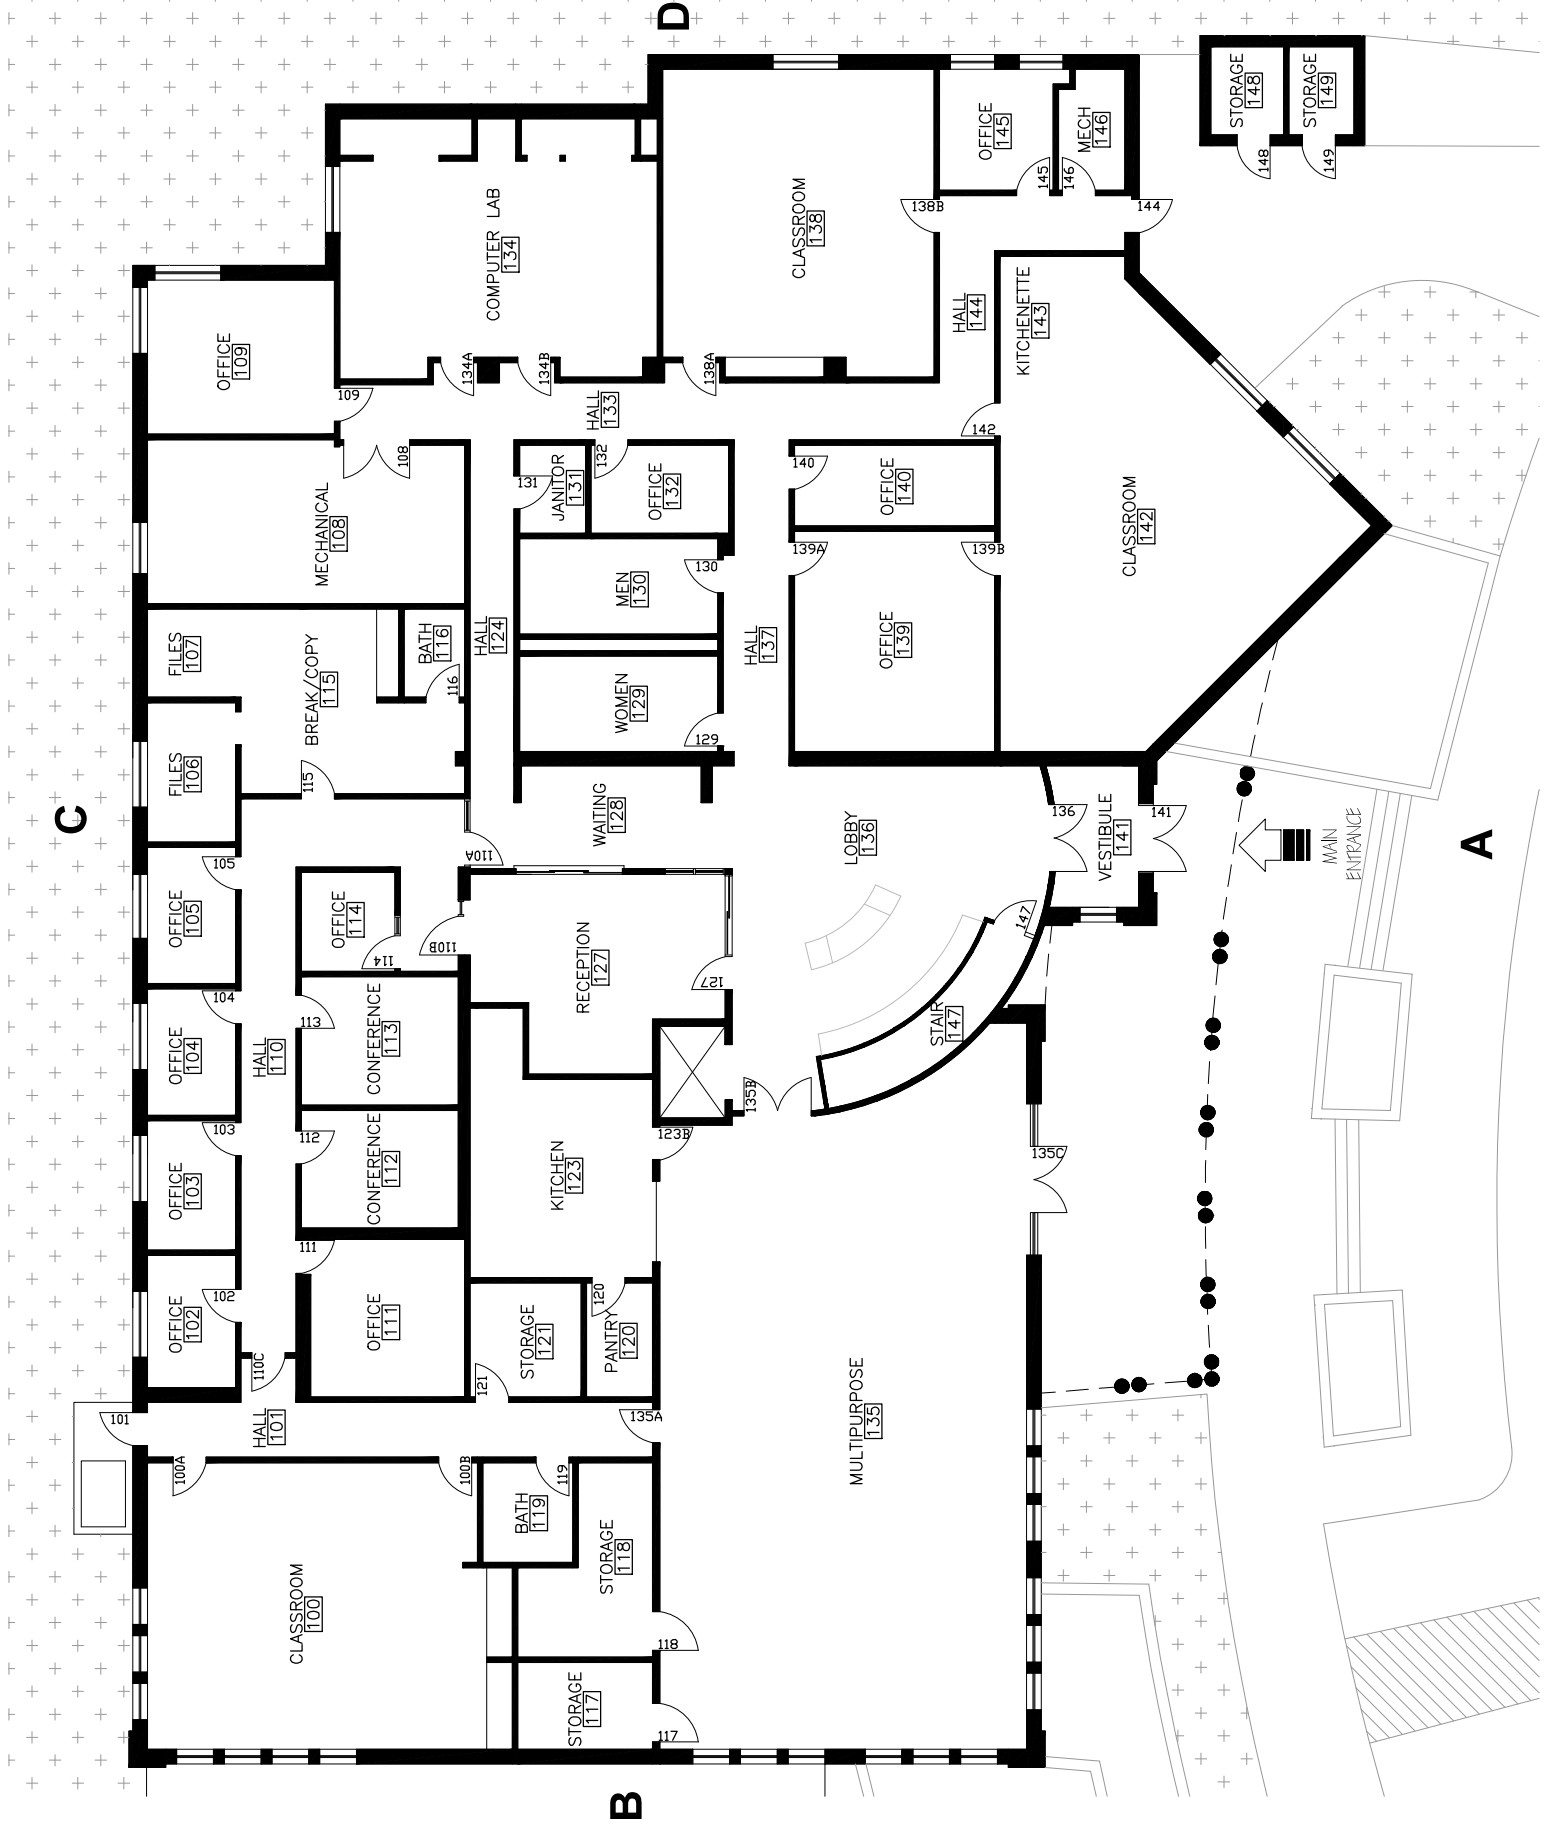 D
C
B
A
CLASSROOM
100
HALL
101
OFFICE
102
OFFICE
103
OFFICE
104
OFFICE
105
FILES
106
FILES
107
MECHANICAL
108
OFFICE
109
HALL
110
OFFICE
111
CONFERENCE
112
CONFERENCE
113
OFFICE
114
BREAK/COPY
115
BATH
116
STORAGE
117
STORAGE
118
BATH
119
PANTRY
120
STORAGE
121
KITCHEN
123
HALL
124
RECEPTION
127
WAITING
128
WOMEN
129
MEN
130
JANITOR
131
OFFICE
132
HALL
133
COMPUTER LAB
134
MULTIPURPOSE
135
LOBBY
136
HALL
137
CLASSROOM
138
OFFICE
139
OFFICE
140
VESTIBULE
141
CLASSROOM
142
KITCHENETTE
143
HALL
144
OFFICE
145
MECH
146
STAIR
147
STORAGE
148
STORAGE
149
MAIN
ENTRANCE
100A
100B
101
102
103
104
105
108
109
110A
110B
110C
111
112
113
114
115
116
117
118
119
120
121
123B
127
129
130
131
132
134A
134B
135A
135B
135C
136
138A
138B
139A
139B
140
141
142
144
145
146
147
148
149